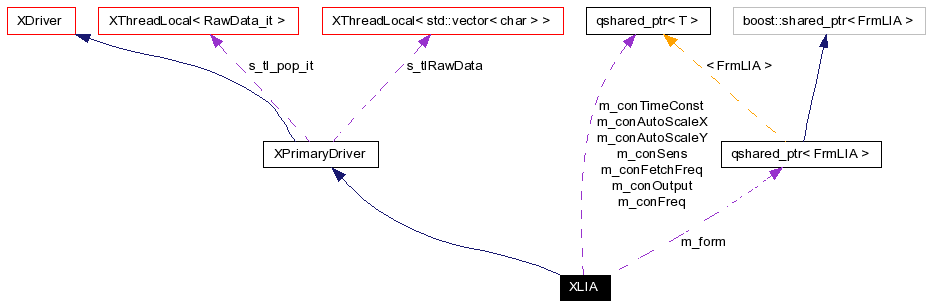 XDriver
XThreadLocal< RawData_it >
XThreadLocal< std::vector< char > >
qshared_ptr< T >
boost::shared_ptr< FrmLIA >
s_tl_pop_it
s_tlRawData
< FrmLIA >
m_conTimeConst
m_conAutoScaleX
m_conAutoScaleY
m_conSens
m_conFetchFreq
m_conOutput
m_conFreq
XPrimaryDriver
qshared_ptr< FrmLIA >
m_form
XLIA